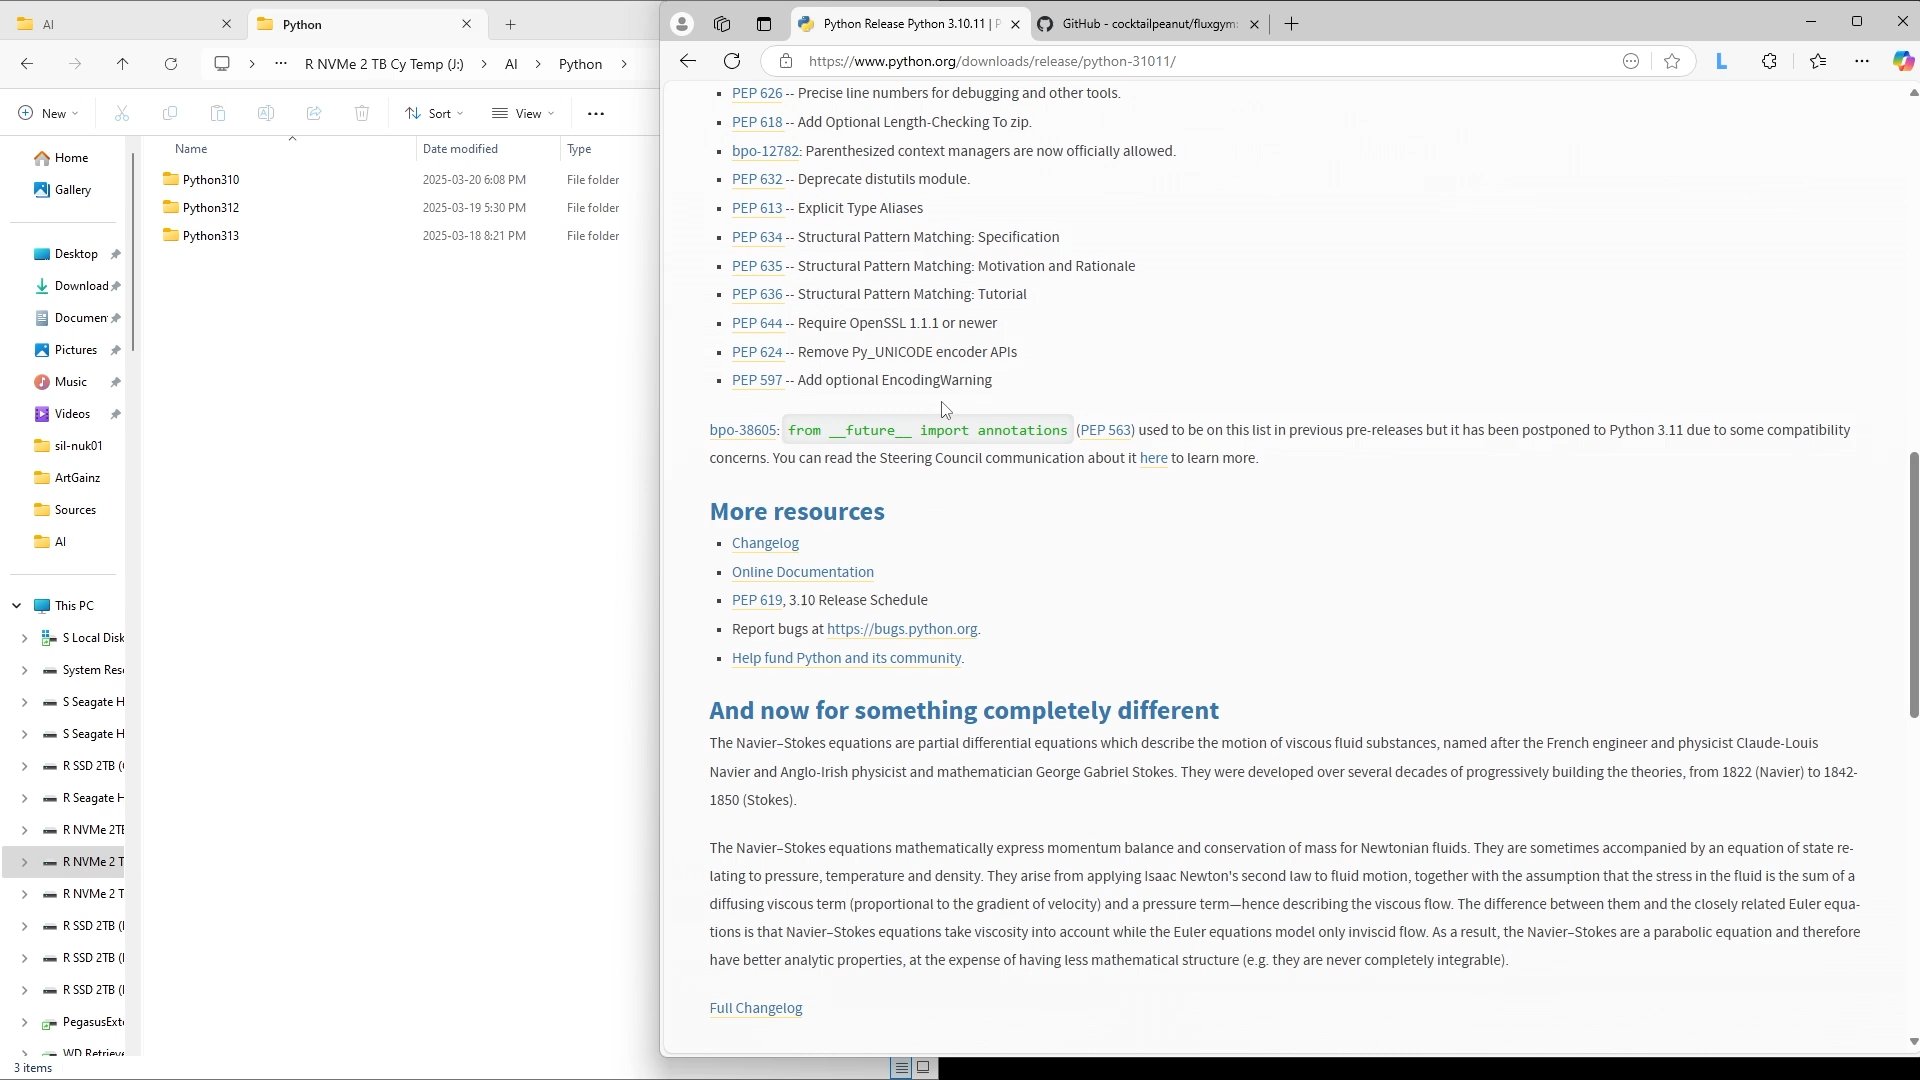 AI
Python
R NVMe 2 TB Cy Temp (J:)
AI
Python
New
Sort
View
Name
Date modified
Type
Python310
2025-03-20 6:08 PM
File folder
Python312
2025-03-19 5:30 PM
File folder
Python313
2025-03-18 8:21 PM
File folder
Home
Gallery
Desktop
Download
Documen
Pictures
Music
Videos
sil-nuk01
ArtGainz
Sources
AI
This PC
S Local Disk
System Rese
S Seagate H
S Seagate H
R SSD 2TB (
R Seagate H
R NVMe 2TE
R NVMe 2 T
R NVMe 2 T
R SSD 2TB (
R SSD 2TB (
R SSD 2TB (
PegasusExte
WD Retrieve
3 items
Python Release Python 3.10.11 | P
GitHub - cocktailpeanut/fluxgym:
https://www.python.org/downloads/release/python-31011/
PEP 626 -- Precise line numbers for debugging and other tools.
PEP 618 -- Add Optional Length-Checking To zip.
bpo-12782: Parenthesized context managers are now officially allowed.
PEP 632 -- Deprecate distutils module.
PEP 613 -- Explicit Type Aliases
PEP 634 -- Structural Pattern Matching: Specification
PEP 635 -- Structural Pattern Matching: Motivation and Rationale
PEP 636 -- Structural Pattern Matching: Tutorial
PEP 644 -- Require OpenSSL 1.1.1 or newer
PEP 624 -- Remove Py_UNICODE encoder APIs
PEP 597 -- Add optional EncodingWarning
bpo-38605: from __future__ import annotations (PEP 563) used to be on this list in previous pre-releases but it has been postponed to Python 3.11 due to some compatibility
concerns. You can read the Steering Council communication about it here to learn more.
More resources
Changelog
Online Documentation
PEP 619, 3.10 Release Schedule
Report bugs at https://bugs.python.org.
Help fund Python and its community.
And now for something completely different
The Navier–Stokes equations are partial differential equations which describe the motion of viscous fluid substances, named after the French engineer and physicist Claude-Louis
Navier and Anglo-Irish physicist and mathematician George Gabriel Stokes. They were developed over several decades of progressively building the theories, from 1822 (Navier) to 1842-
1850 (Stokes).
The Navier–Stokes equations mathematically express momentum balance and conservation of mass for Newtonian fluids. They are sometimes accompanied by an equation of state re-
lating to pressure, temperature and density. They arise from applying Isaac Newton's second law to fluid motion, together with the assumption that the stress in the fluid is the sum of a
diffusing viscous term (proportional to the gradient of velocity) and a pressure term—hence describing the viscous flow. The difference between them and the closely related Euler equa-
tions is that Navier–Stokes equations take viscosity into account while the Euler equations model only inviscid flow. As a result, the Navier–Stokes are a parabolic equation and therefore
have better analytic properties, at the expense of having less mathematical structure (e.g. they are never completely integrable).
Full Changelog